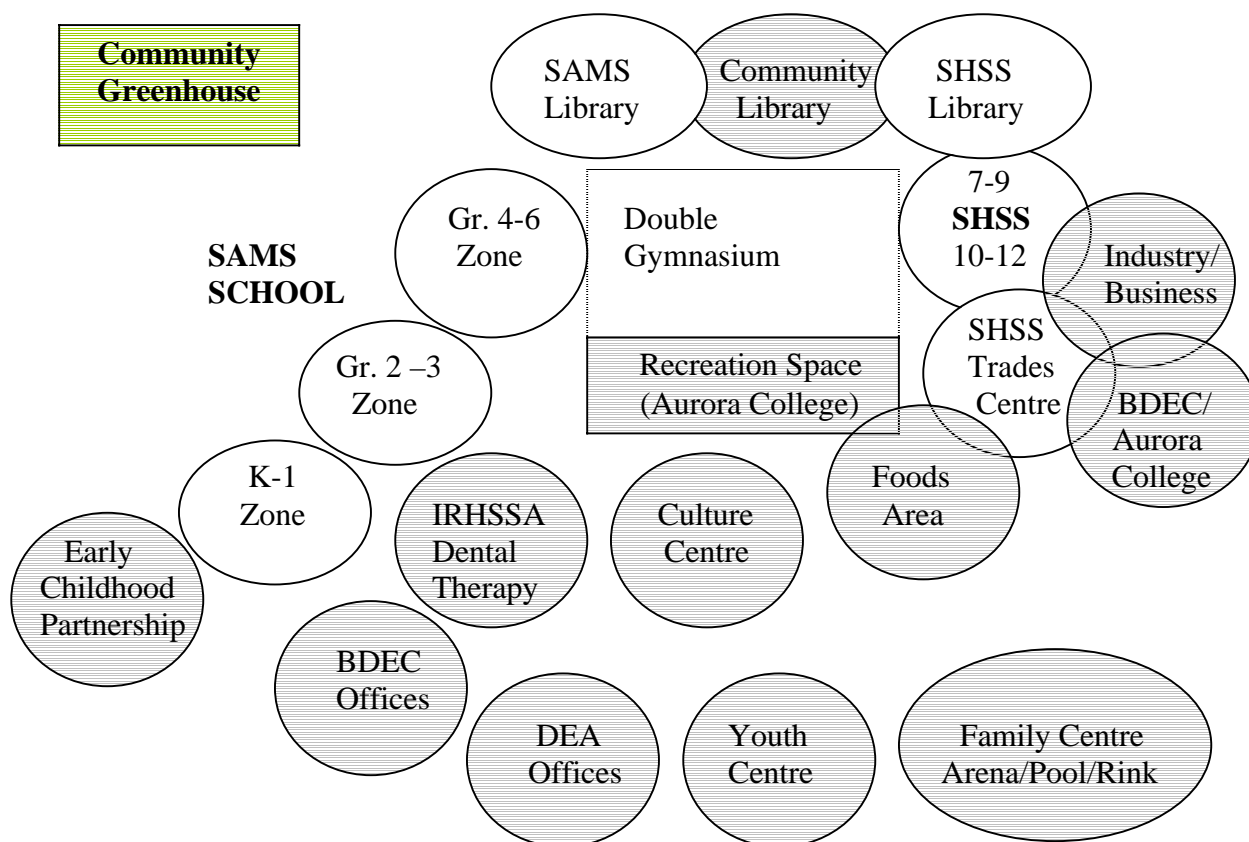 Community
Greenhouse
SAMS
Library
Community
Library
SHSS
Library
Gr. 4-6
Zone
Double
Gymnasium
7-9
SHSS
10-12
SAMS
SCHOOL
Industry/
Business
Gr. 2 –3
Zone
Recreation Space
(Aurora College)
SHSS
Trades
Centre
BDEC/
Aurora
College
K-1
Zone
IRHSSA
Dental
Therapy
Culture
Centre
Foods
Area
Early
Childhood
Partnership
BDEC
Offices
DEA
Offices
Youth
Centre
Family Centre
Arena/Pool/Rink